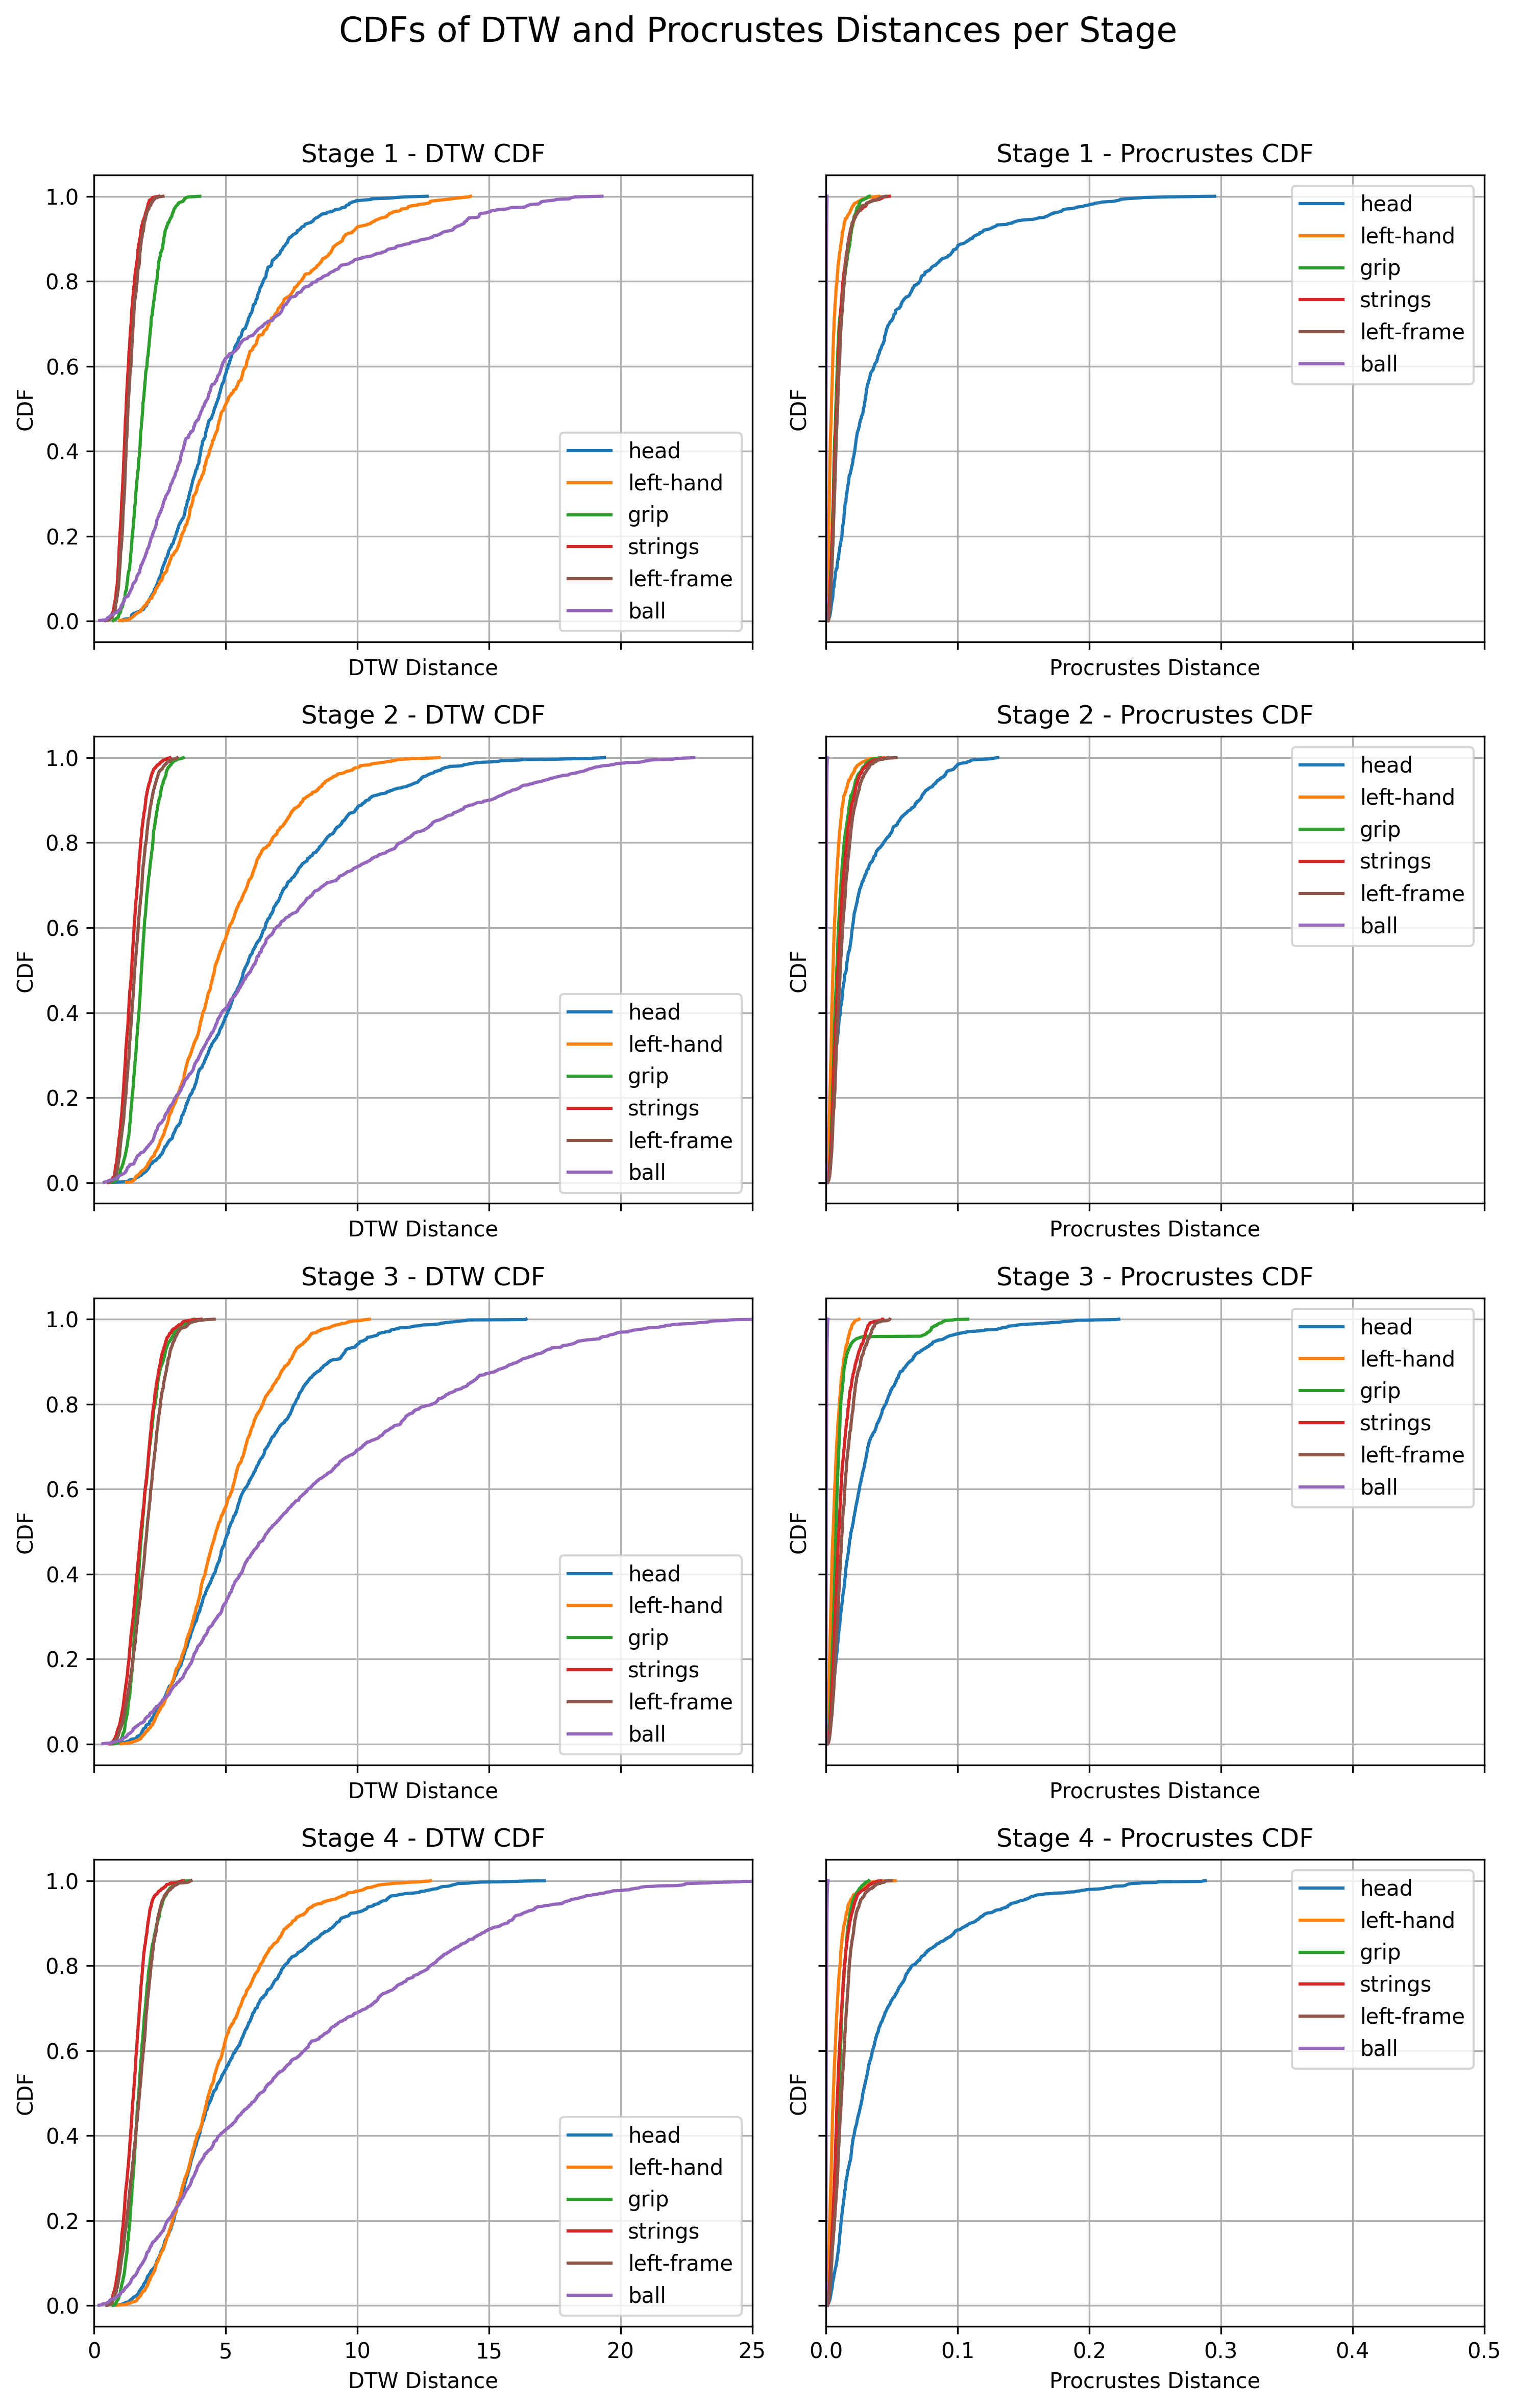 CDFs of DTW and Procrustes Distances per Stage
Stage 1 - DTW CDF
1.0
0.8
0.6
0.4
0.2
0.0
CDF
head
left-hand
grip
strings
left-frame
ball
DTW Distance
Stage 1 - Procrustes CDF
CDF
head
left-hand
grip
strings
left-frame
ball
Procrustes Distance
Stage 2 - DTW CDF
1.0
0.8
0.6
0.4
0.2
0.0
CDF
head
left-hand
grip
strings
left-frame
ball
DTW Distance
Stage 2 - Procrustes CDF
CDF
head
left-hand
grip
strings
left-frame
ball
Procrustes Distance
Stage 3 - DTW CDF
1.0
0.8
0.6
0.4
0.2
0.0
CDF
head
left-hand
grip
strings
left-frame
ball
DTW Distance
Stage 3 - Procrustes CDF
CDF
head
left-hand
grip
strings
left-frame
ball
Procrustes Distance
Stage 4 - DTW CDF
1.0
0.8
0.6
0.4
0.2
0.0
CDF
head
left-hand
grip
strings
left-frame
ball
0 5 10 15 20 25
DTW Distance
Stage 4 - Procrustes CDF
CDF
head
left-hand
grip
strings
left-frame
ball
0.0 0.1 0.2 0.3 0.4 0.5
Procrustes Distance